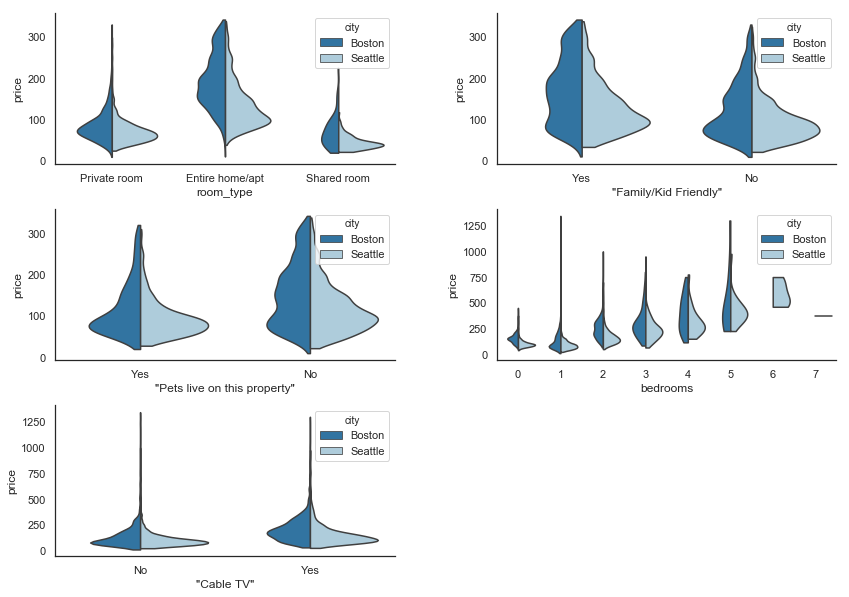 city
Boston
Seattle
300
200
100
0
price
Private room Entire home/apt Shared room
room_type
city
Boston
Seattle
300
200
100
0
price
Yes No
"Family/Kid Friendly"
city
Boston
Seattle
300
200
100
0
price
Yes No
"Pets live on this property"
city
Boston
Seattle
1250
1000
750
500
250
0
price
0 1 2 3 4 5 6 7
bedrooms
city
Boston
Seattle
1250
1000
750
500
250
0
price
No Yes
"Cable TV"